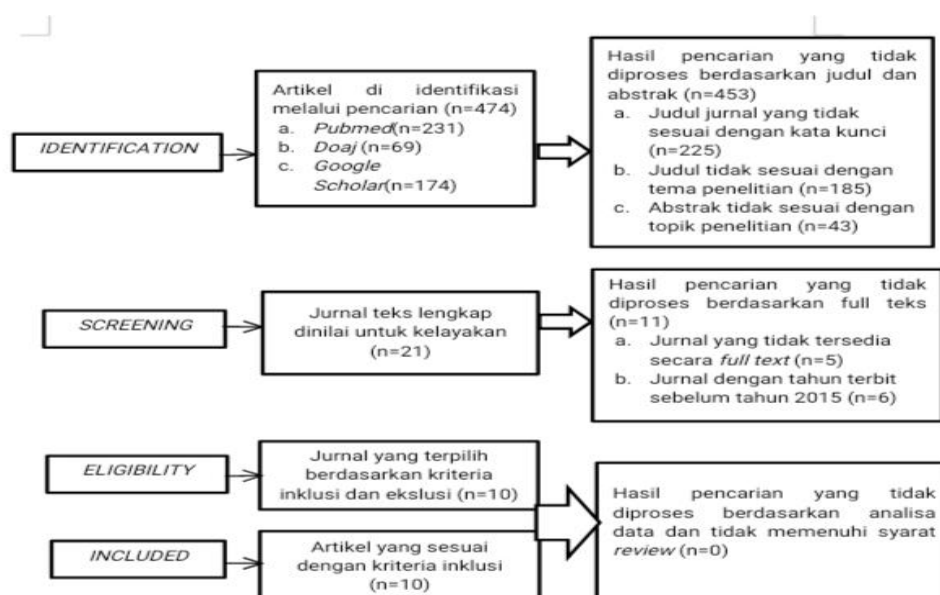 IDENTIFICATION
Artikel di identifikasi
melalui pencarian (n=474)
a. Pubmed(n=231)
b. Doaj (n=69)
c. Google
Scholar(n=174)
Hasil pencarian yang tidak
diproses berdasarkan judul dan
abstrak (n=453)
a. Judul jurnal yang tidak
sesuai dengan kata kunci
(n=225)
b. Judul tidak sesuai dengan
tema penelitian (n=185)
c. Abstrak tidak sesuai dengan
topik penelitian (n=43)
SCREENING
Jurnal teks lengkap
dinilai untuk kelayakan
(n=21)
Hasil pencarian yang tidak
diproses berdasarkan full teks
(n=11)
a. Jurnal yang tidak tersedia
secara full text (n=5)
b. Jurnal dengan tahun terbit
sebelum tahun 2015 (n=6)
ELIGIBILITY
Jurnal yang terpilih
berdasarkan kriteria
inklusi dan ekslusi (n=10)
INCLUDED
Artikel yang sesuai
dengan kriteria inklusi
(n=10)
Hasil pencarian yang tidak
diproses berdasarkan analisa
data dan tidak memenuhi syarat
review (n=0)